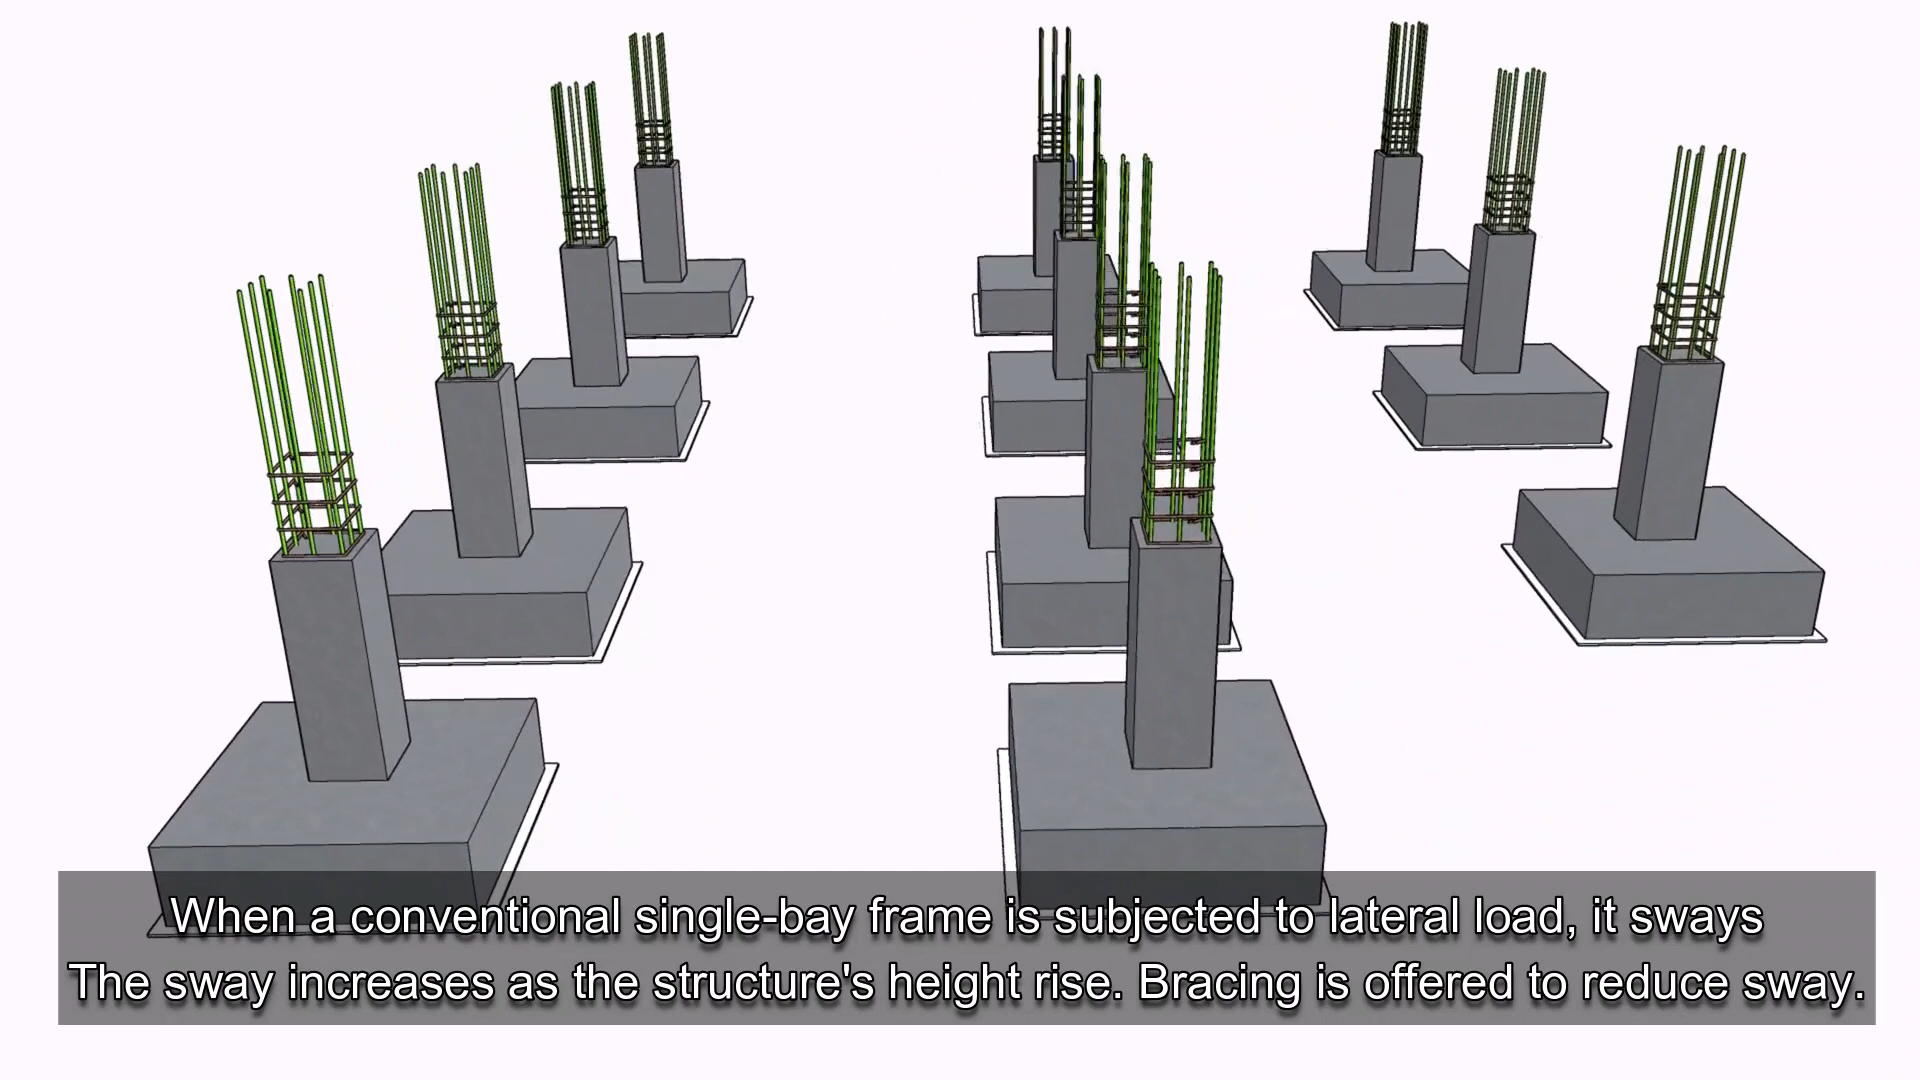 When a conventional single-bay frame is subjected to lateral load, it sways
The sway increases as the structure's height rise. Bracing is offered to reduce sway.